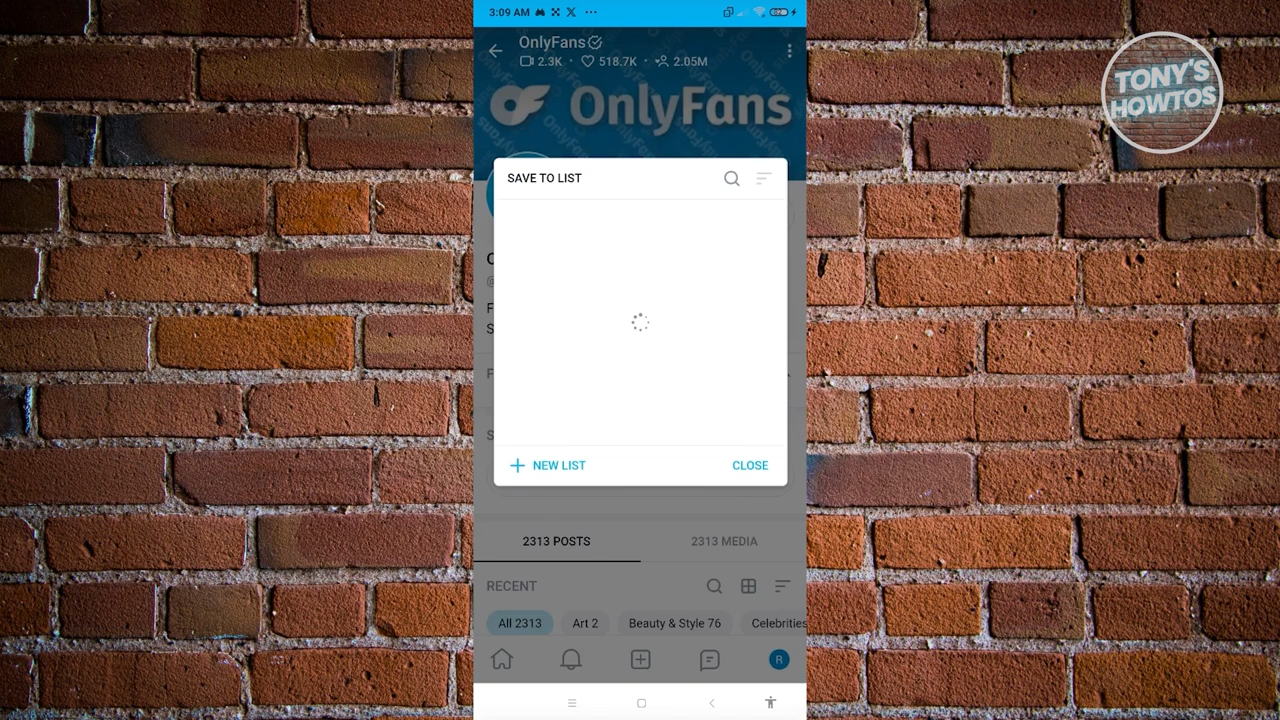 3:09 AM
82
OnlyFans
2.3K · 518.7K · 2.05M
OnlyFans
TONY'S
HOWTOS
SAVE TO LIST
NEW LIST
CLOSE
2313 POSTS
2313 MEDIA
RECENT
All 2313
Art 2
Beauty & Style 76
Celebrities
R